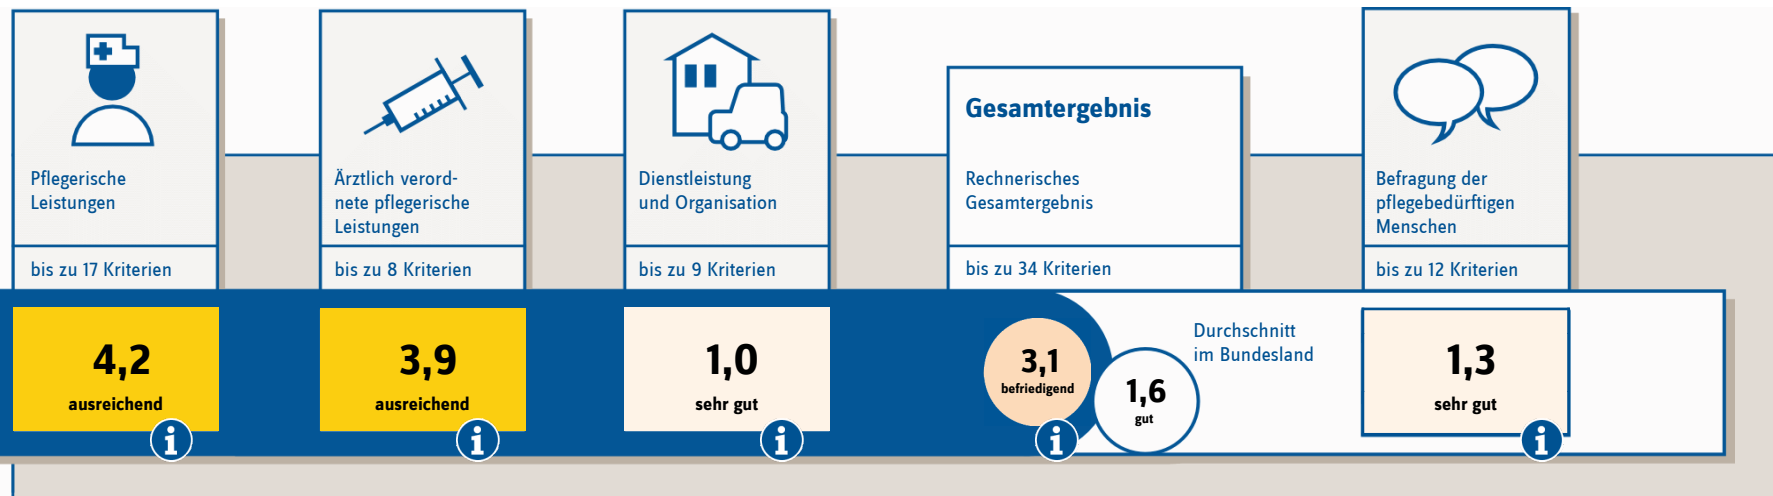 Pflegerische
Leistungen
bis zu 17 Kriterien
4,2
ausreichend
i
Ärztlich verord-
nete pflegerische
Leistungen
bis zu 8 Kriterien
3,9
ausreichend
i
Dienstleistung
und Organisation
bis zu 9 Kriterien
1,0
sehr gut
i
Gesamtergebnis
Rechnerisches
Gesamtergebnis
bis zu 34 Kriterien
3,1
befriedigend
i
1,6
gut
Durchschnitt
im Bundesland
Befragung der
pflegebedürftigen
Menschen
bis zu 12 Kriterien
1,3
sehr gut
i